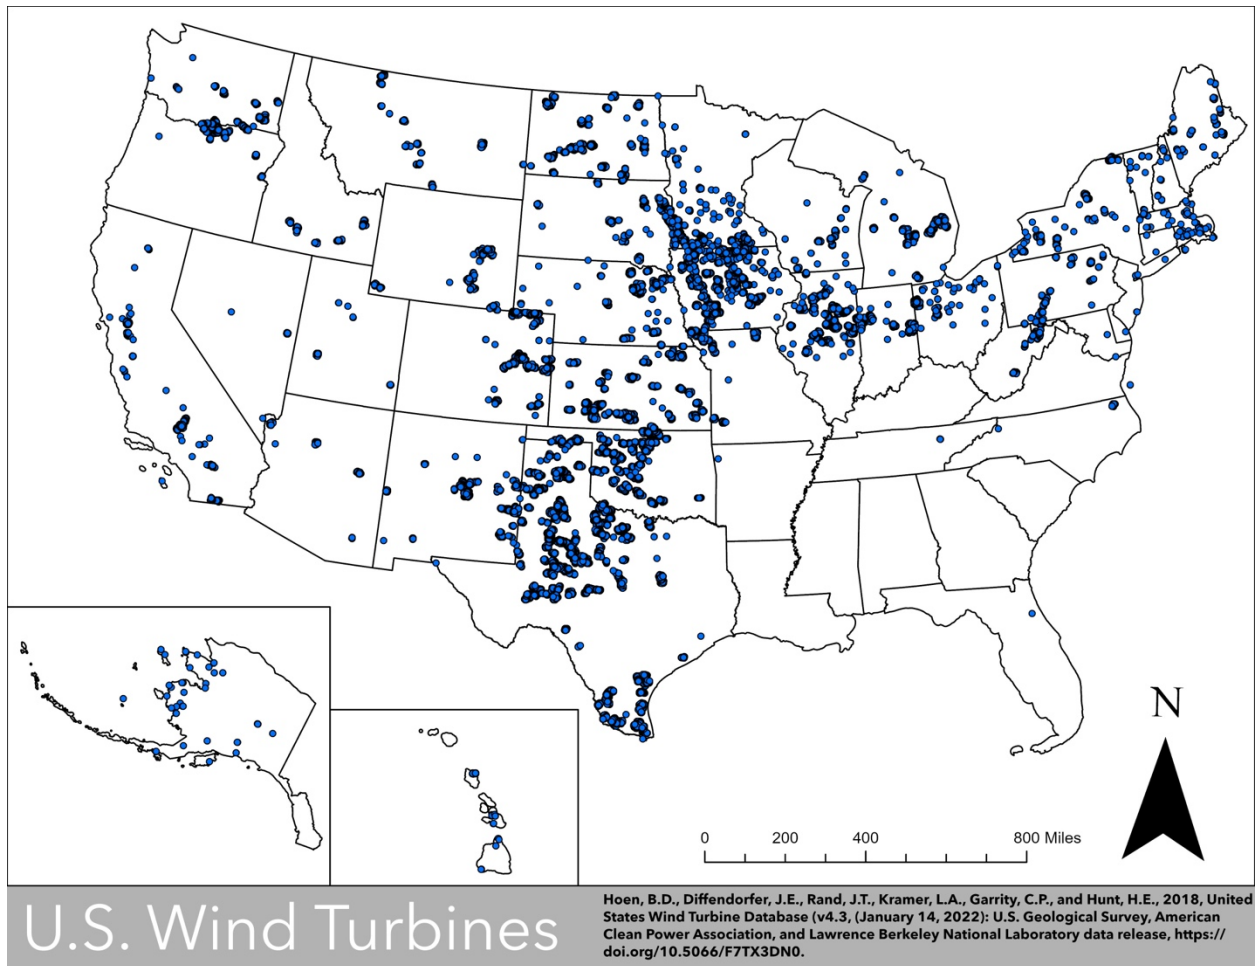 N
0 200 400 800 Miles
U.S. Wind Turbines
Hoen, B.D., Diffendorfer, J.E., Rand, J.T., Kramer, L.A., Garrity, C.P., and Hunt, H.E., 2018, United
States Wind Turbine Database (v4.3, (January 14, 2022): U.S. Geological Survey, American
Clean Power Association, and Lawrence Berkeley National Laboratory data release, https://
doi.org/10.5066/F7TX3DN0.